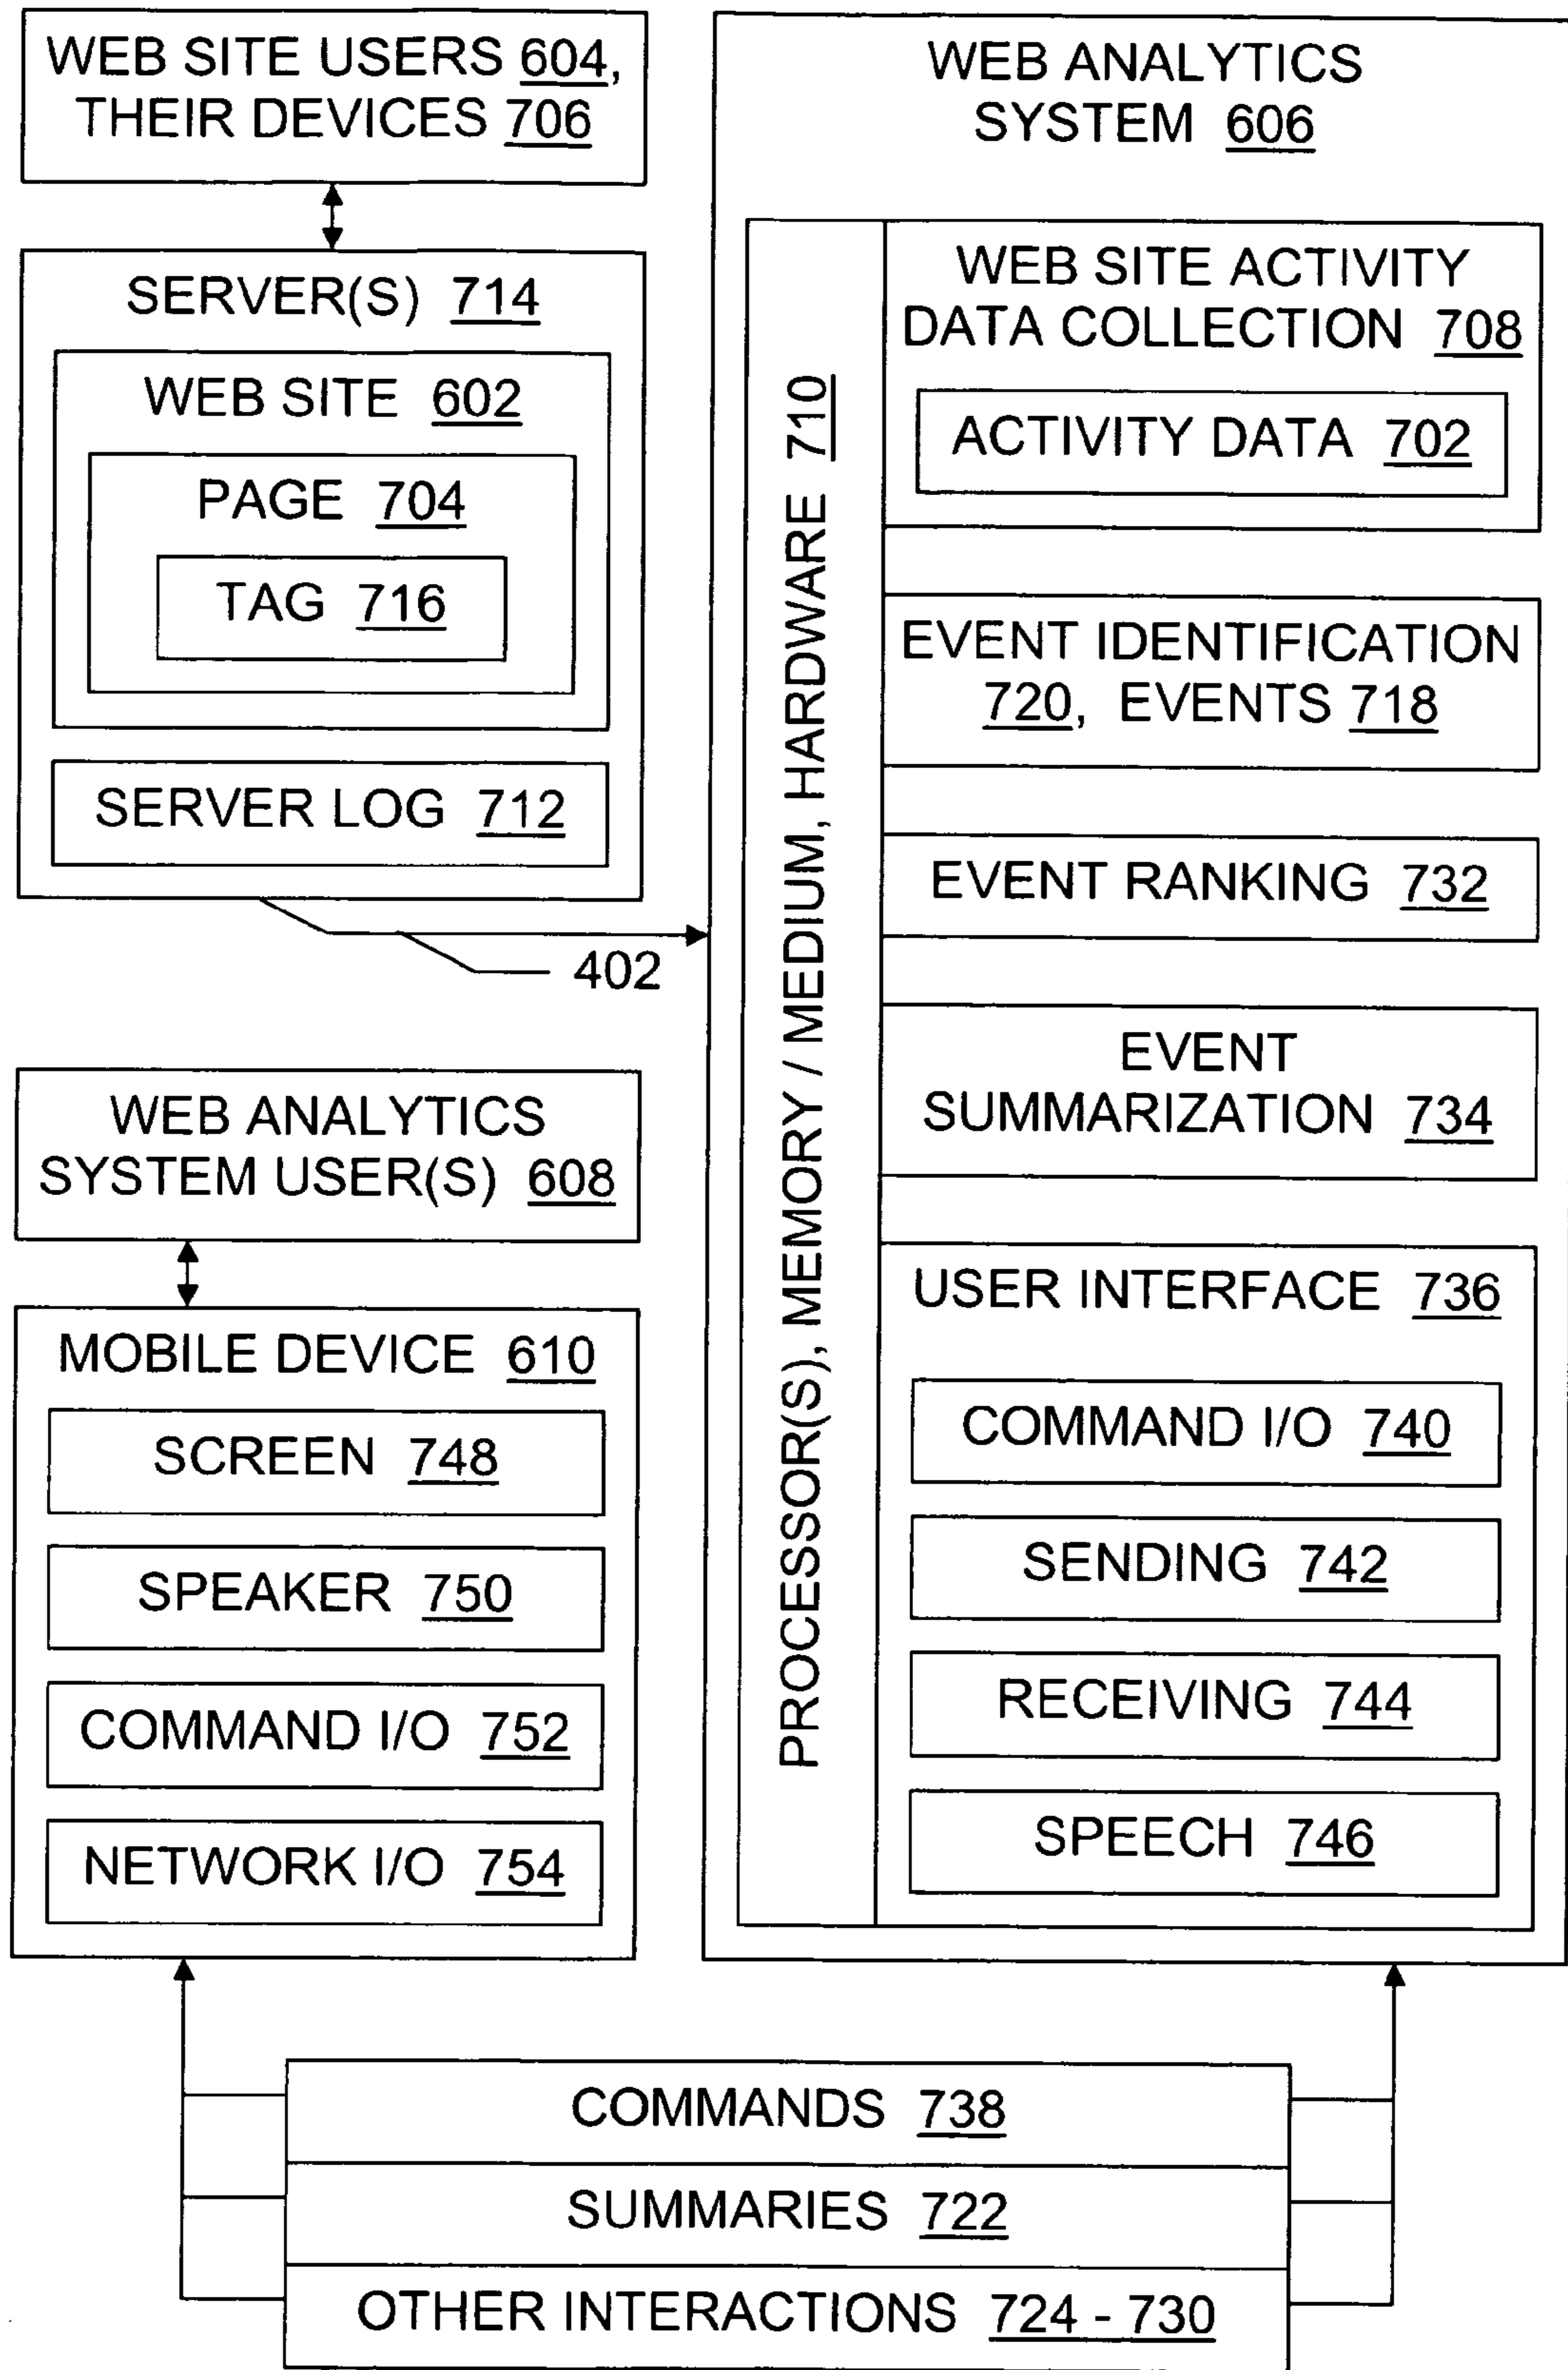 WEB SITE USERS 604,
THEIR DEVICES 706
SERVER(S) 714
WEB SITE 602
PAGE 704
TAG 716
SERVER LOG 712
402
WEB ANALYTICS
SYSTEM USER(S) 608
MOBILE DEVICE 610
SCREEN 748
SPEAKER 750
COMMAND I/O 752
NETWORK I/O 754
WEB ANALYTICS
SYSTEM 606
PROCESSOR(S), MEMORY / MEDIUM, HARDWARE 710
WEB SITE ACTIVITY
DATA COLLECTION 708
ACTIVITY DATA 702
EVENT IDENTIFICATION
720, EVENTS 718
EVENT RANKING 732
EVENT
SUMMARIZATION 734
USER INTERFACE 736
COMMAND I/O 740
SENDING 742
RECEIVING 744
SPEECH 746
COMMANDS 738
SUMMARIES 722
OTHER INTERACTIONS 724 - 730